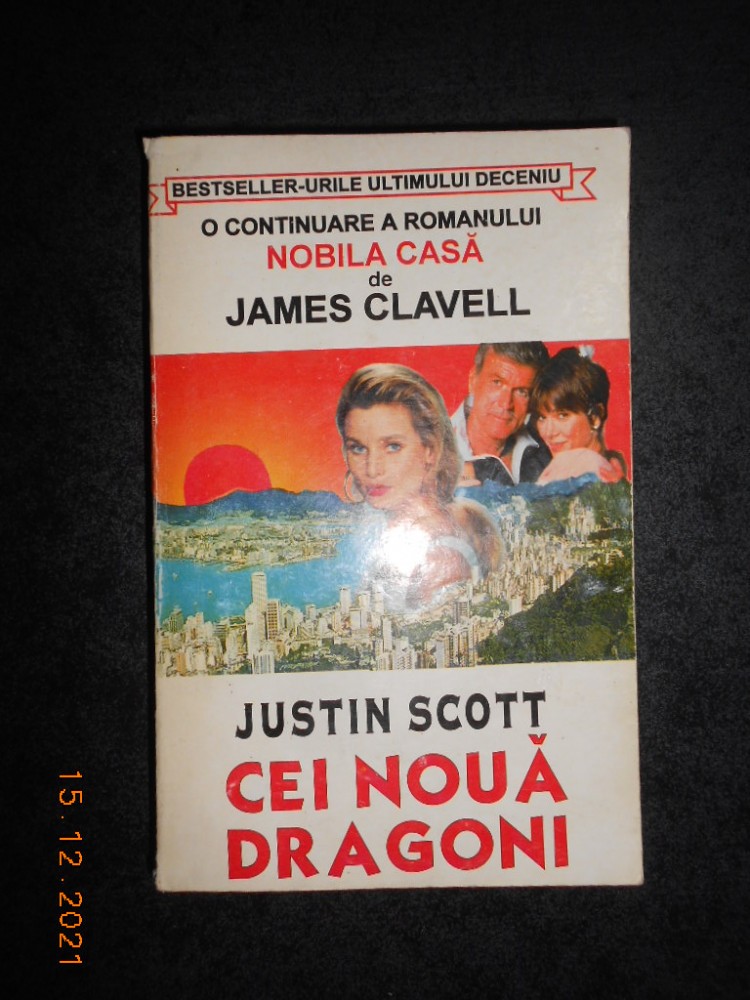 BESTSELLER-URILE ULTIMULUI DECENIU
O CONTINUARE A ROMANULUI
NOBILA CASĂ
de
JAMES CLAVELL
JUSTIN SCOTT
CEI NOUĂ
DRAGONI
15.12.2021